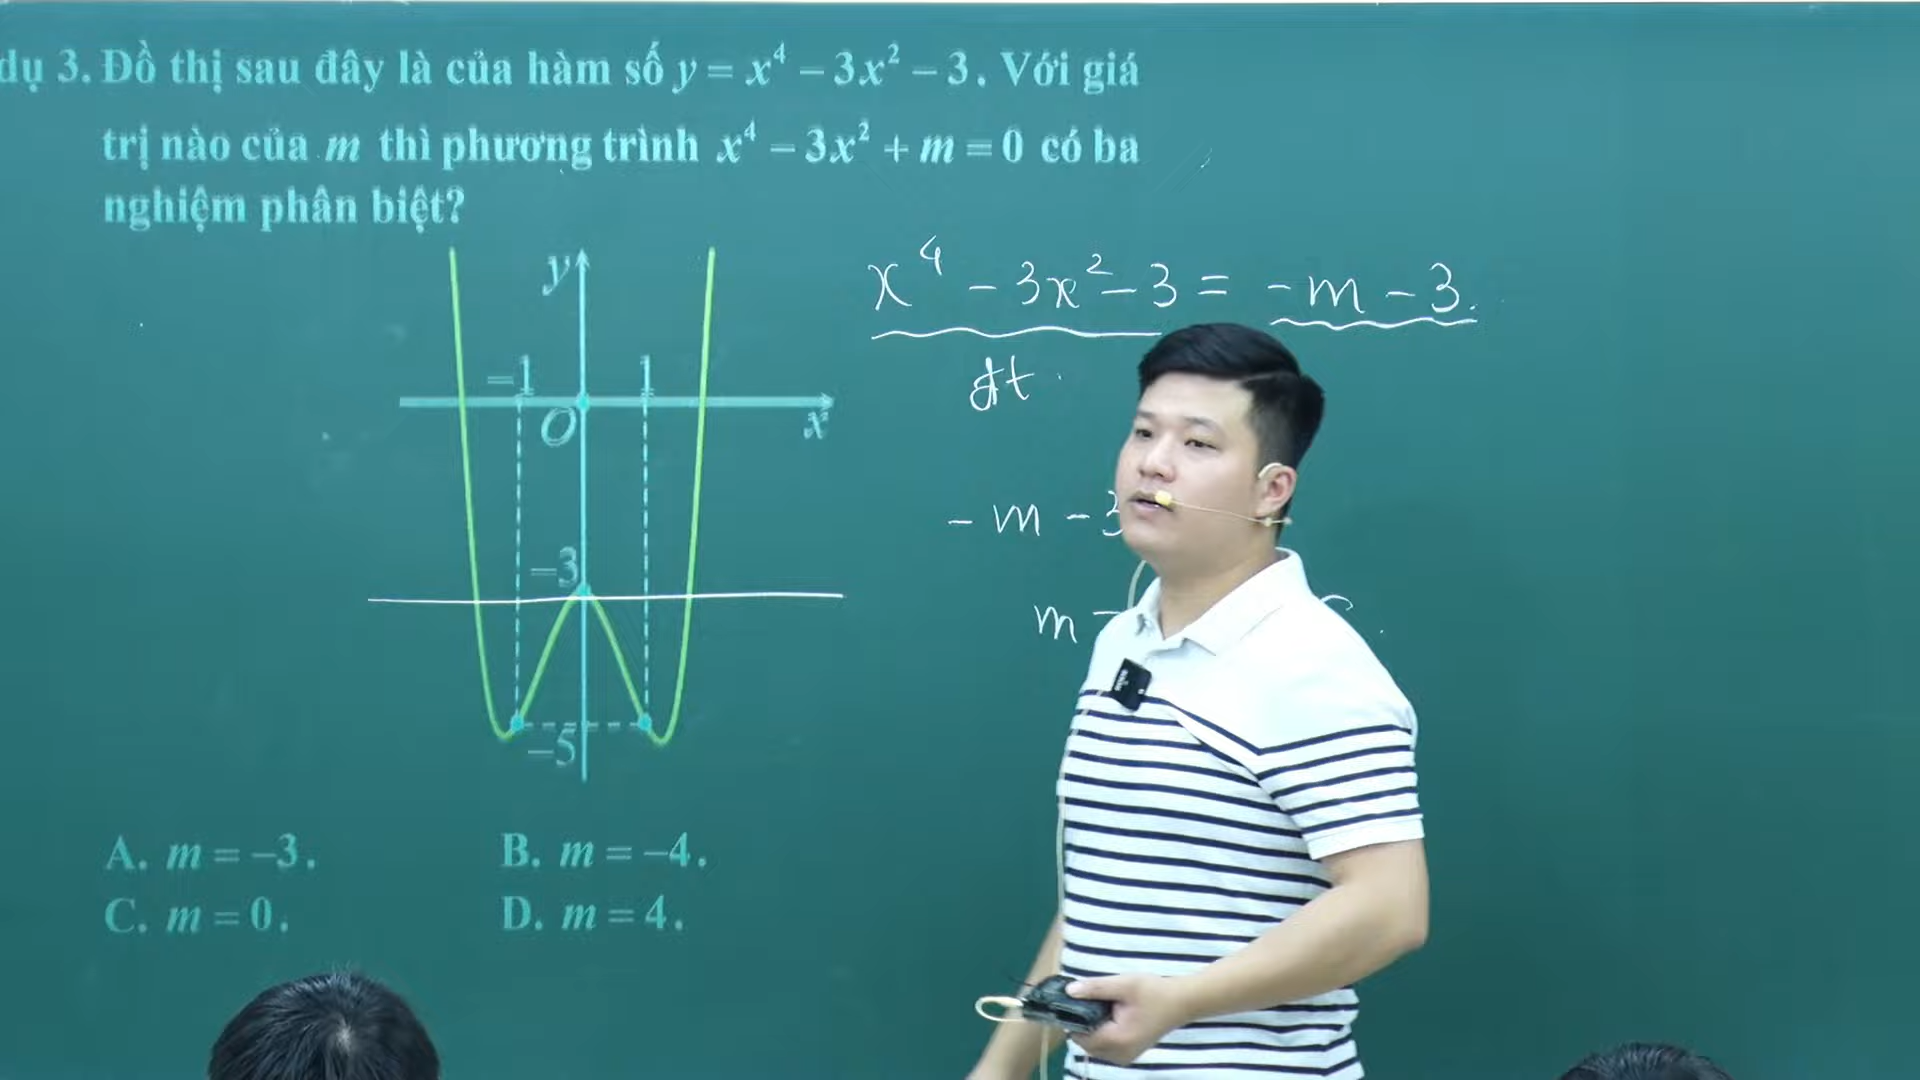 dụ 3. Đồ thị sau đây là của hàm số y = x⁴ − 3x² − 3. Với giá
trị nào của m thì phương trình x⁴ − 3x² + m = 0 có ba
nghiệm phân biệt?
x⁴ − 3x² − 3 = −m − 3.
đt
y
−1
1
O
x
− m − 3
−3
m
−5
A. m = −3.
B. m = −4.
C. m = 0.
D. m = 4.